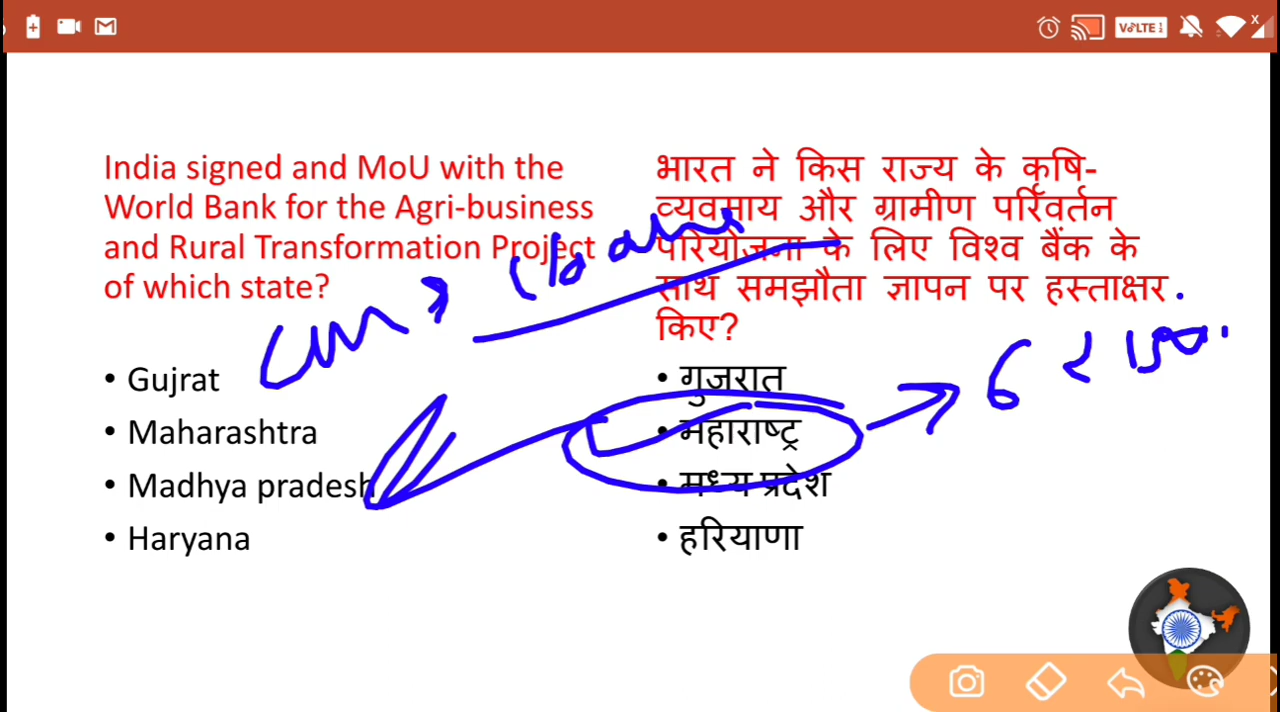 VoLTE 1
India signed and MoU with the
World Bank for the Agri-business
and Rural Transformation Project
of which state?
• Gujrat
• Maharashtra
• Madhya pradesh
• Haryana
भारत ने किस राज्य के कृषि-
व्यवसाय और ग्रामीण परिवर्तन
परियोजना के लिए विश्व बैंक के
साथ समझौता ज्ञापन पर हस्ताक्षर
किए?
• गुजरात
• महाराष्ट्र
• मध्य प्रदेश
• हरियाणा